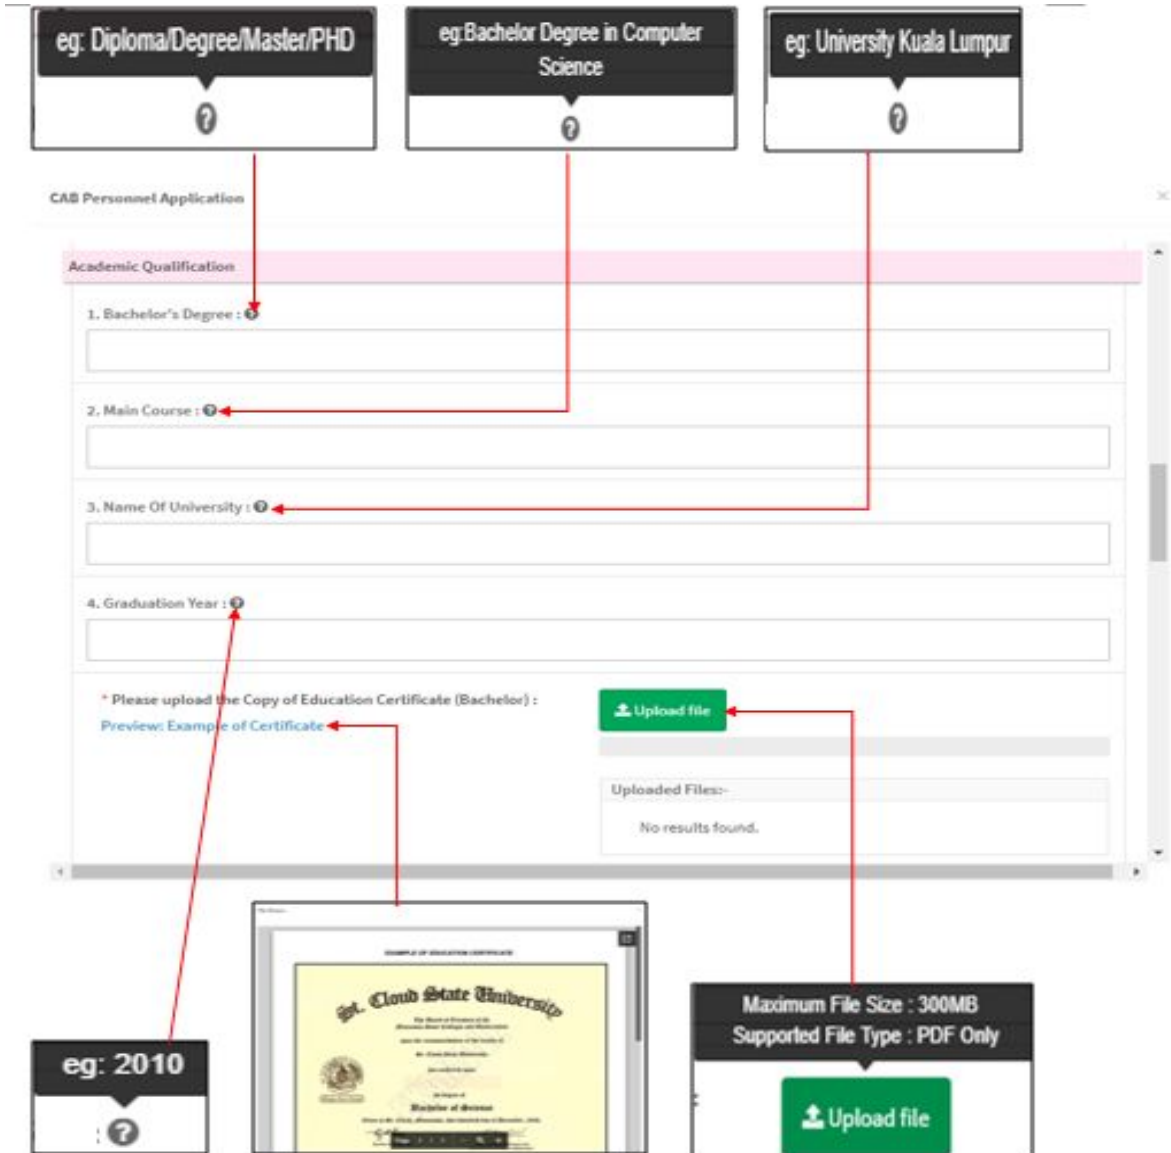 eg: Diploma/Degree/Master/PHD
eg:Bachelor Degree in Computer
Science
eg: University Kuala Lumpur
CAB Personnel Application
Academic Qualification
1. Bachelor's Degree :
2. Main Course :
3. Name Of University :
4. Graduation Year :
* Please upload the Copy of Education Certificate (Bachelor) :
Preview: Example of Certificate
Upload file
Uploaded Files:-
No results found.
EXAMPLE OF EDUCATION CERTIFICATE
St. Cloud State University
Bachelor of Science
eg: 2010
:
Maximum File Size : 300MB
Supported File Type : PDF Only
Upload file